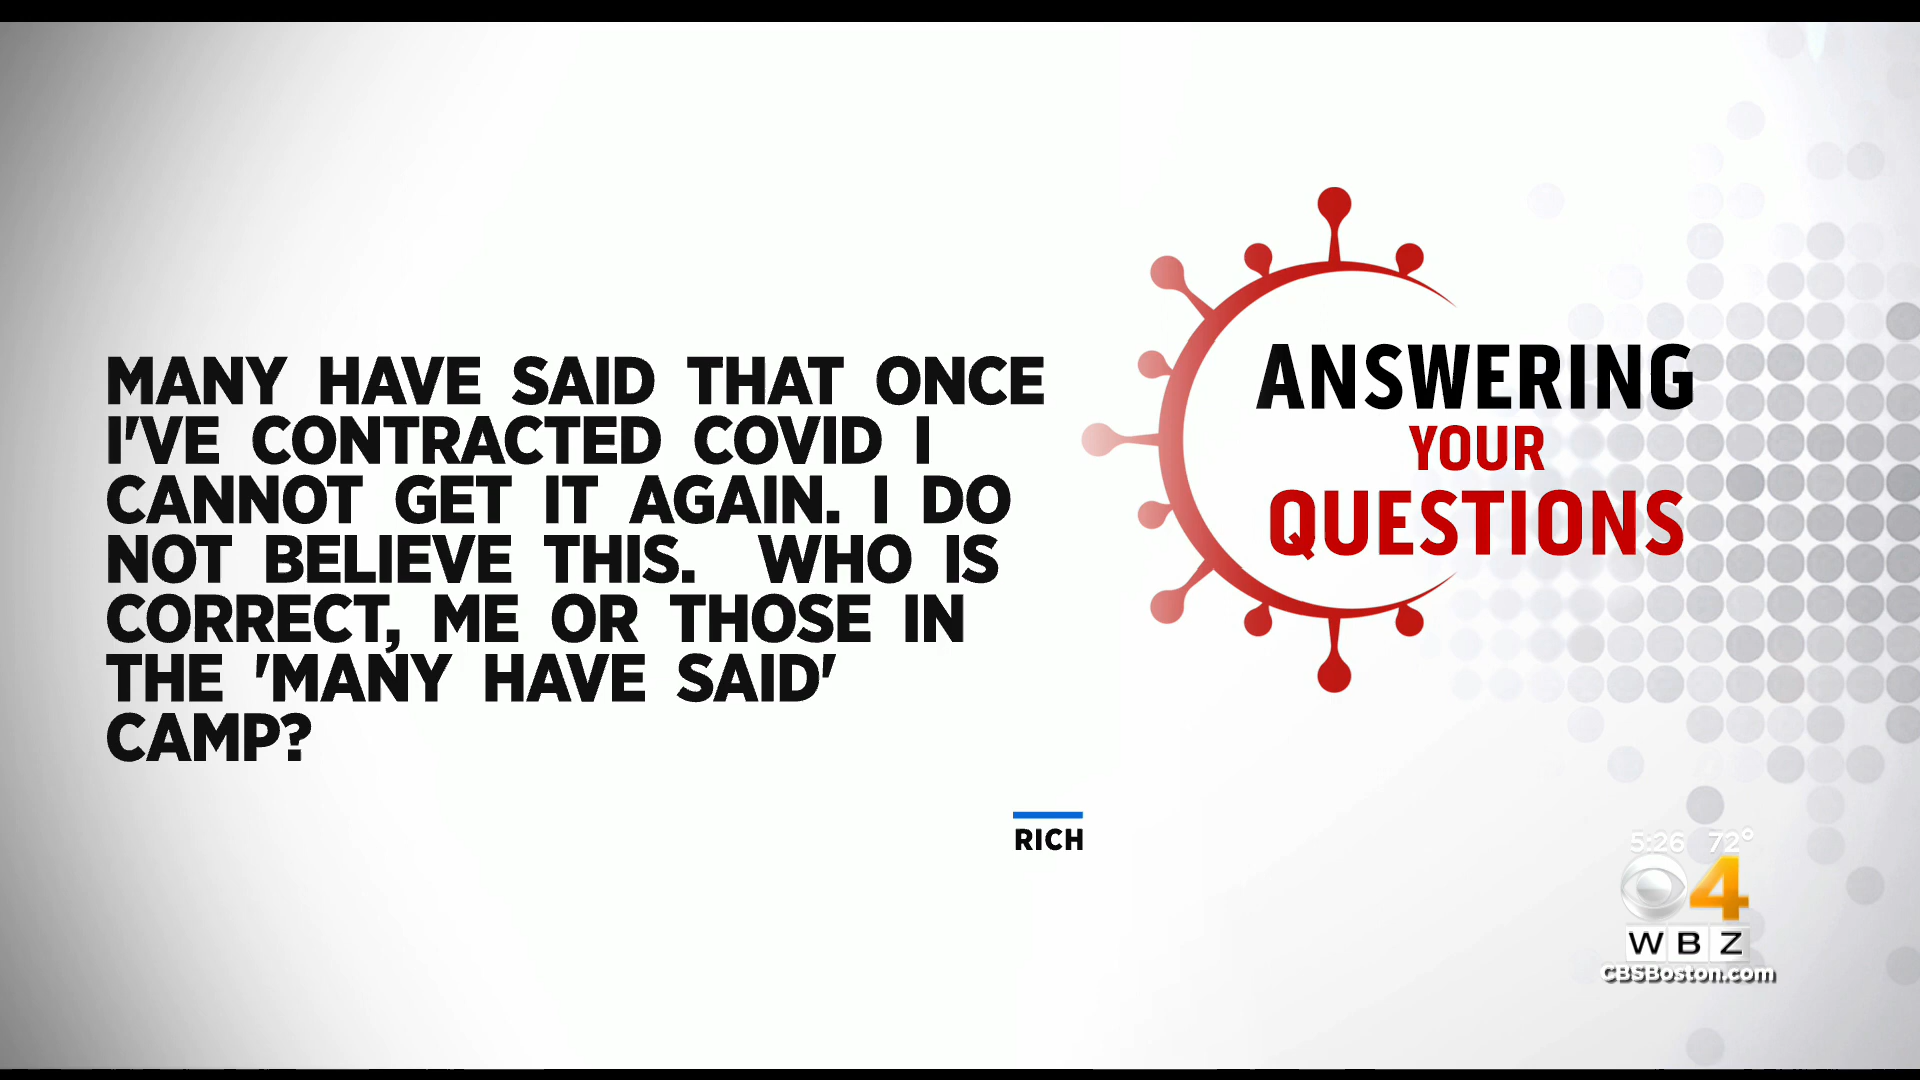 MANY HAVE SAID THAT ONCE
I'VE CONTRACTED COVID I
CANNOT GET IT AGAIN. I DO
NOT BELIEVE THIS. WHO IS
CORRECT, ME OR THOSE IN
THE 'MANY HAVE SAID'
CAMP?
RICH
ANSWERING
YOUR
QUESTIONS
5:26 72°
4
WBZ
CBSBoston.com